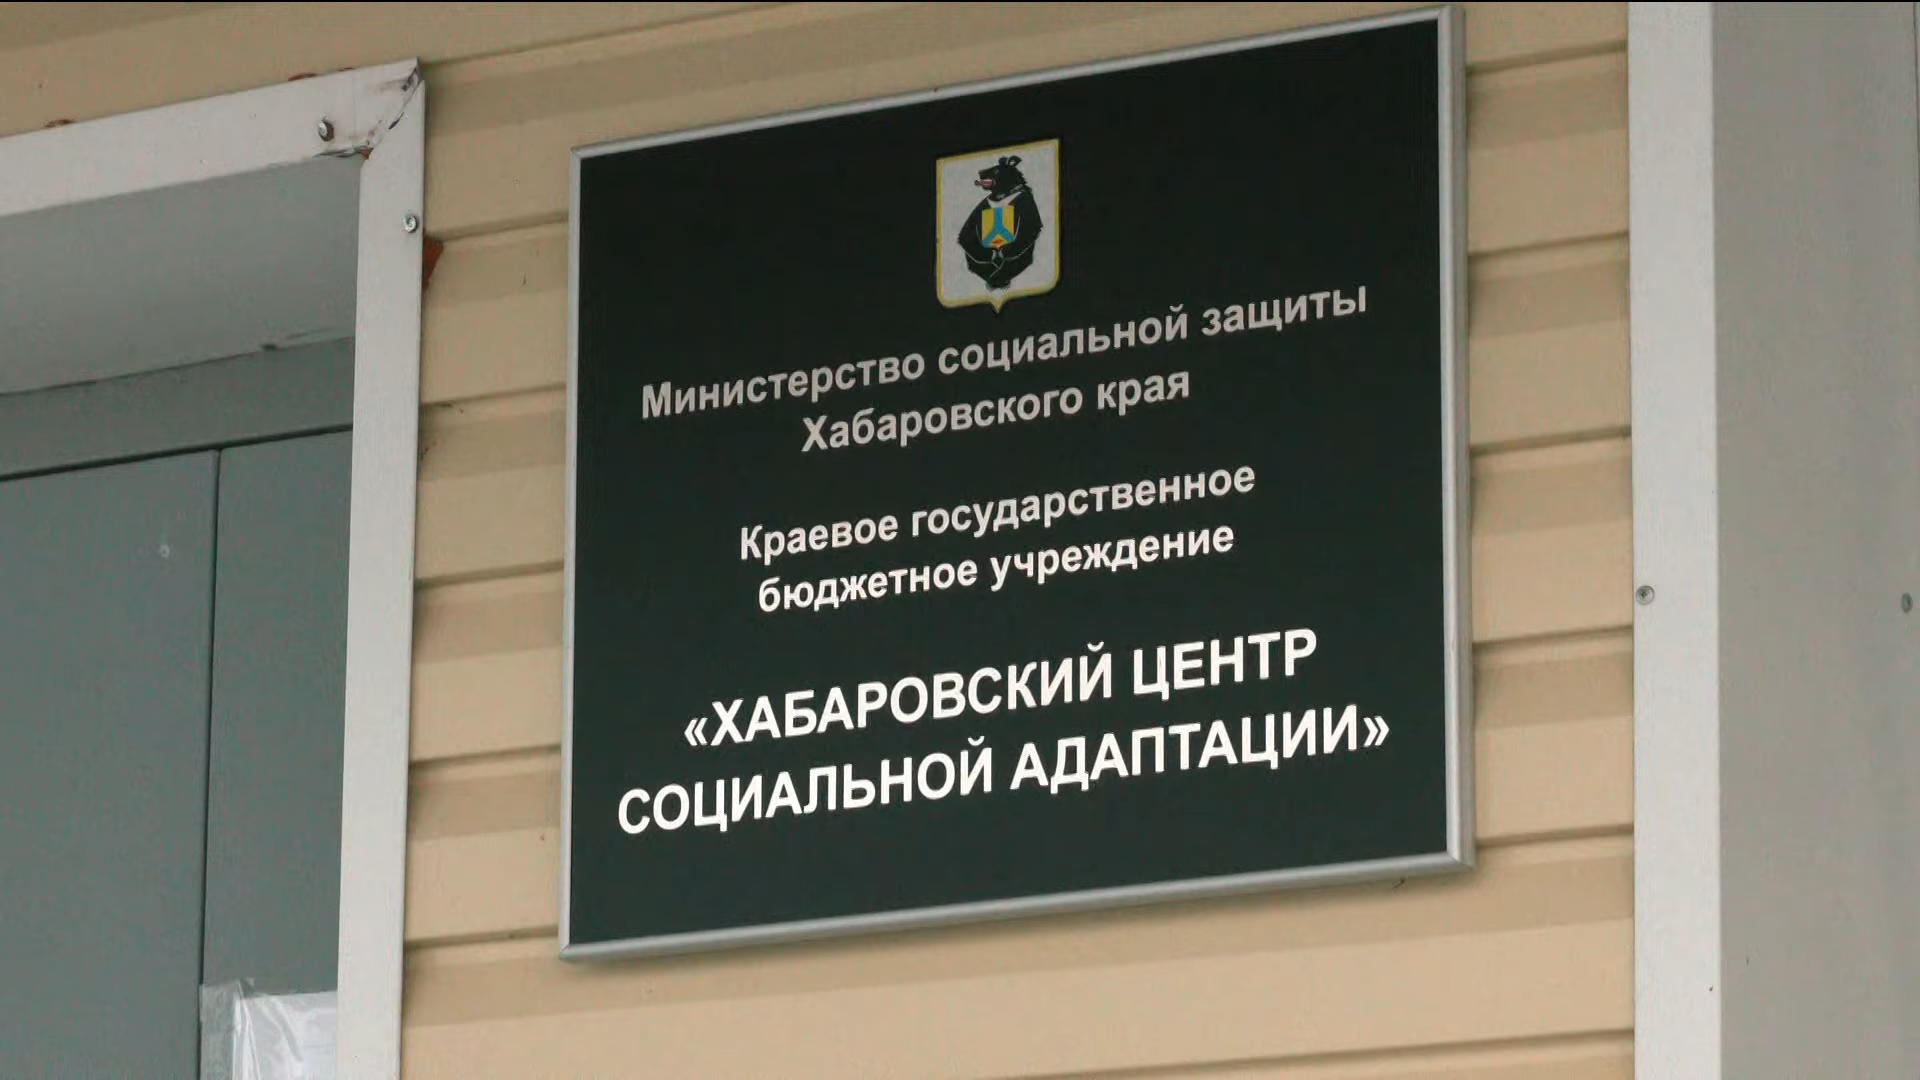 Министерство социальной защиты
Хабаровского края
Краевое государственное
бюджетное учреждение
«ХАБАРОВСКИЙ ЦЕНТР
СОЦИАЛЬНОЙ АДАПТАЦИИ»